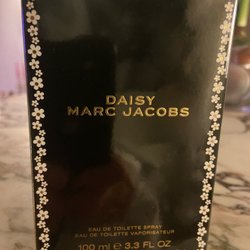 DAISY
MARC JACOBS
EAU DE TOILETTE SPRAY
EAU DE TOILETTE VAPORISATEUR
100 ml ℮ 3.3 FL OZ